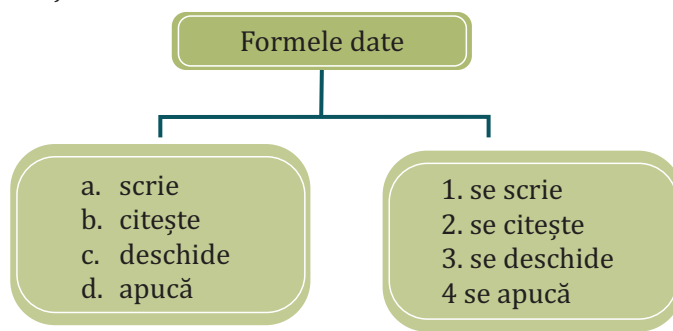 Formele date
a. scrie
b. citește
c. deschide
d. apucă
1. se scrie
2. se citește
3. se deschide
4 se apucă